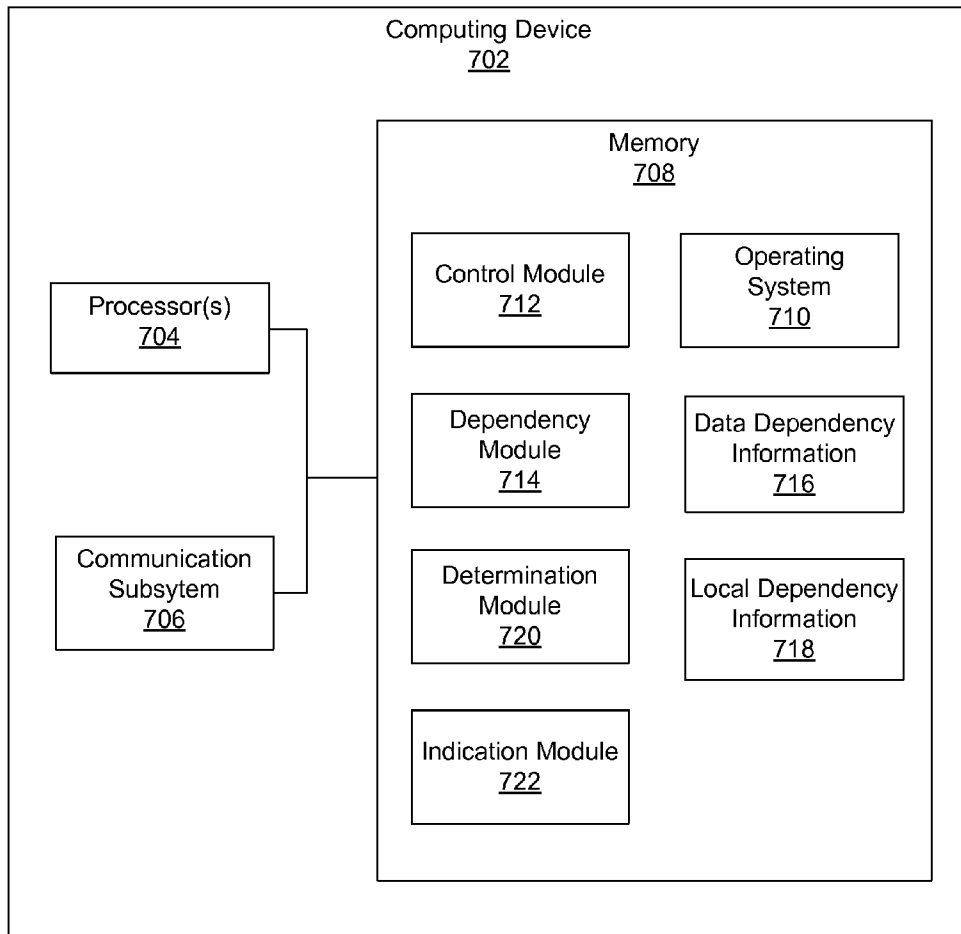 Computing Device
702
Memory
708
Control Module
712
Operating
System
710
Processor(s)
704
Dependency
Module
714
Data Dependency
Information
716
Communication
Subsytem
706
Determination
Module
720
Local Dependency
Information
718
Indication Module
722